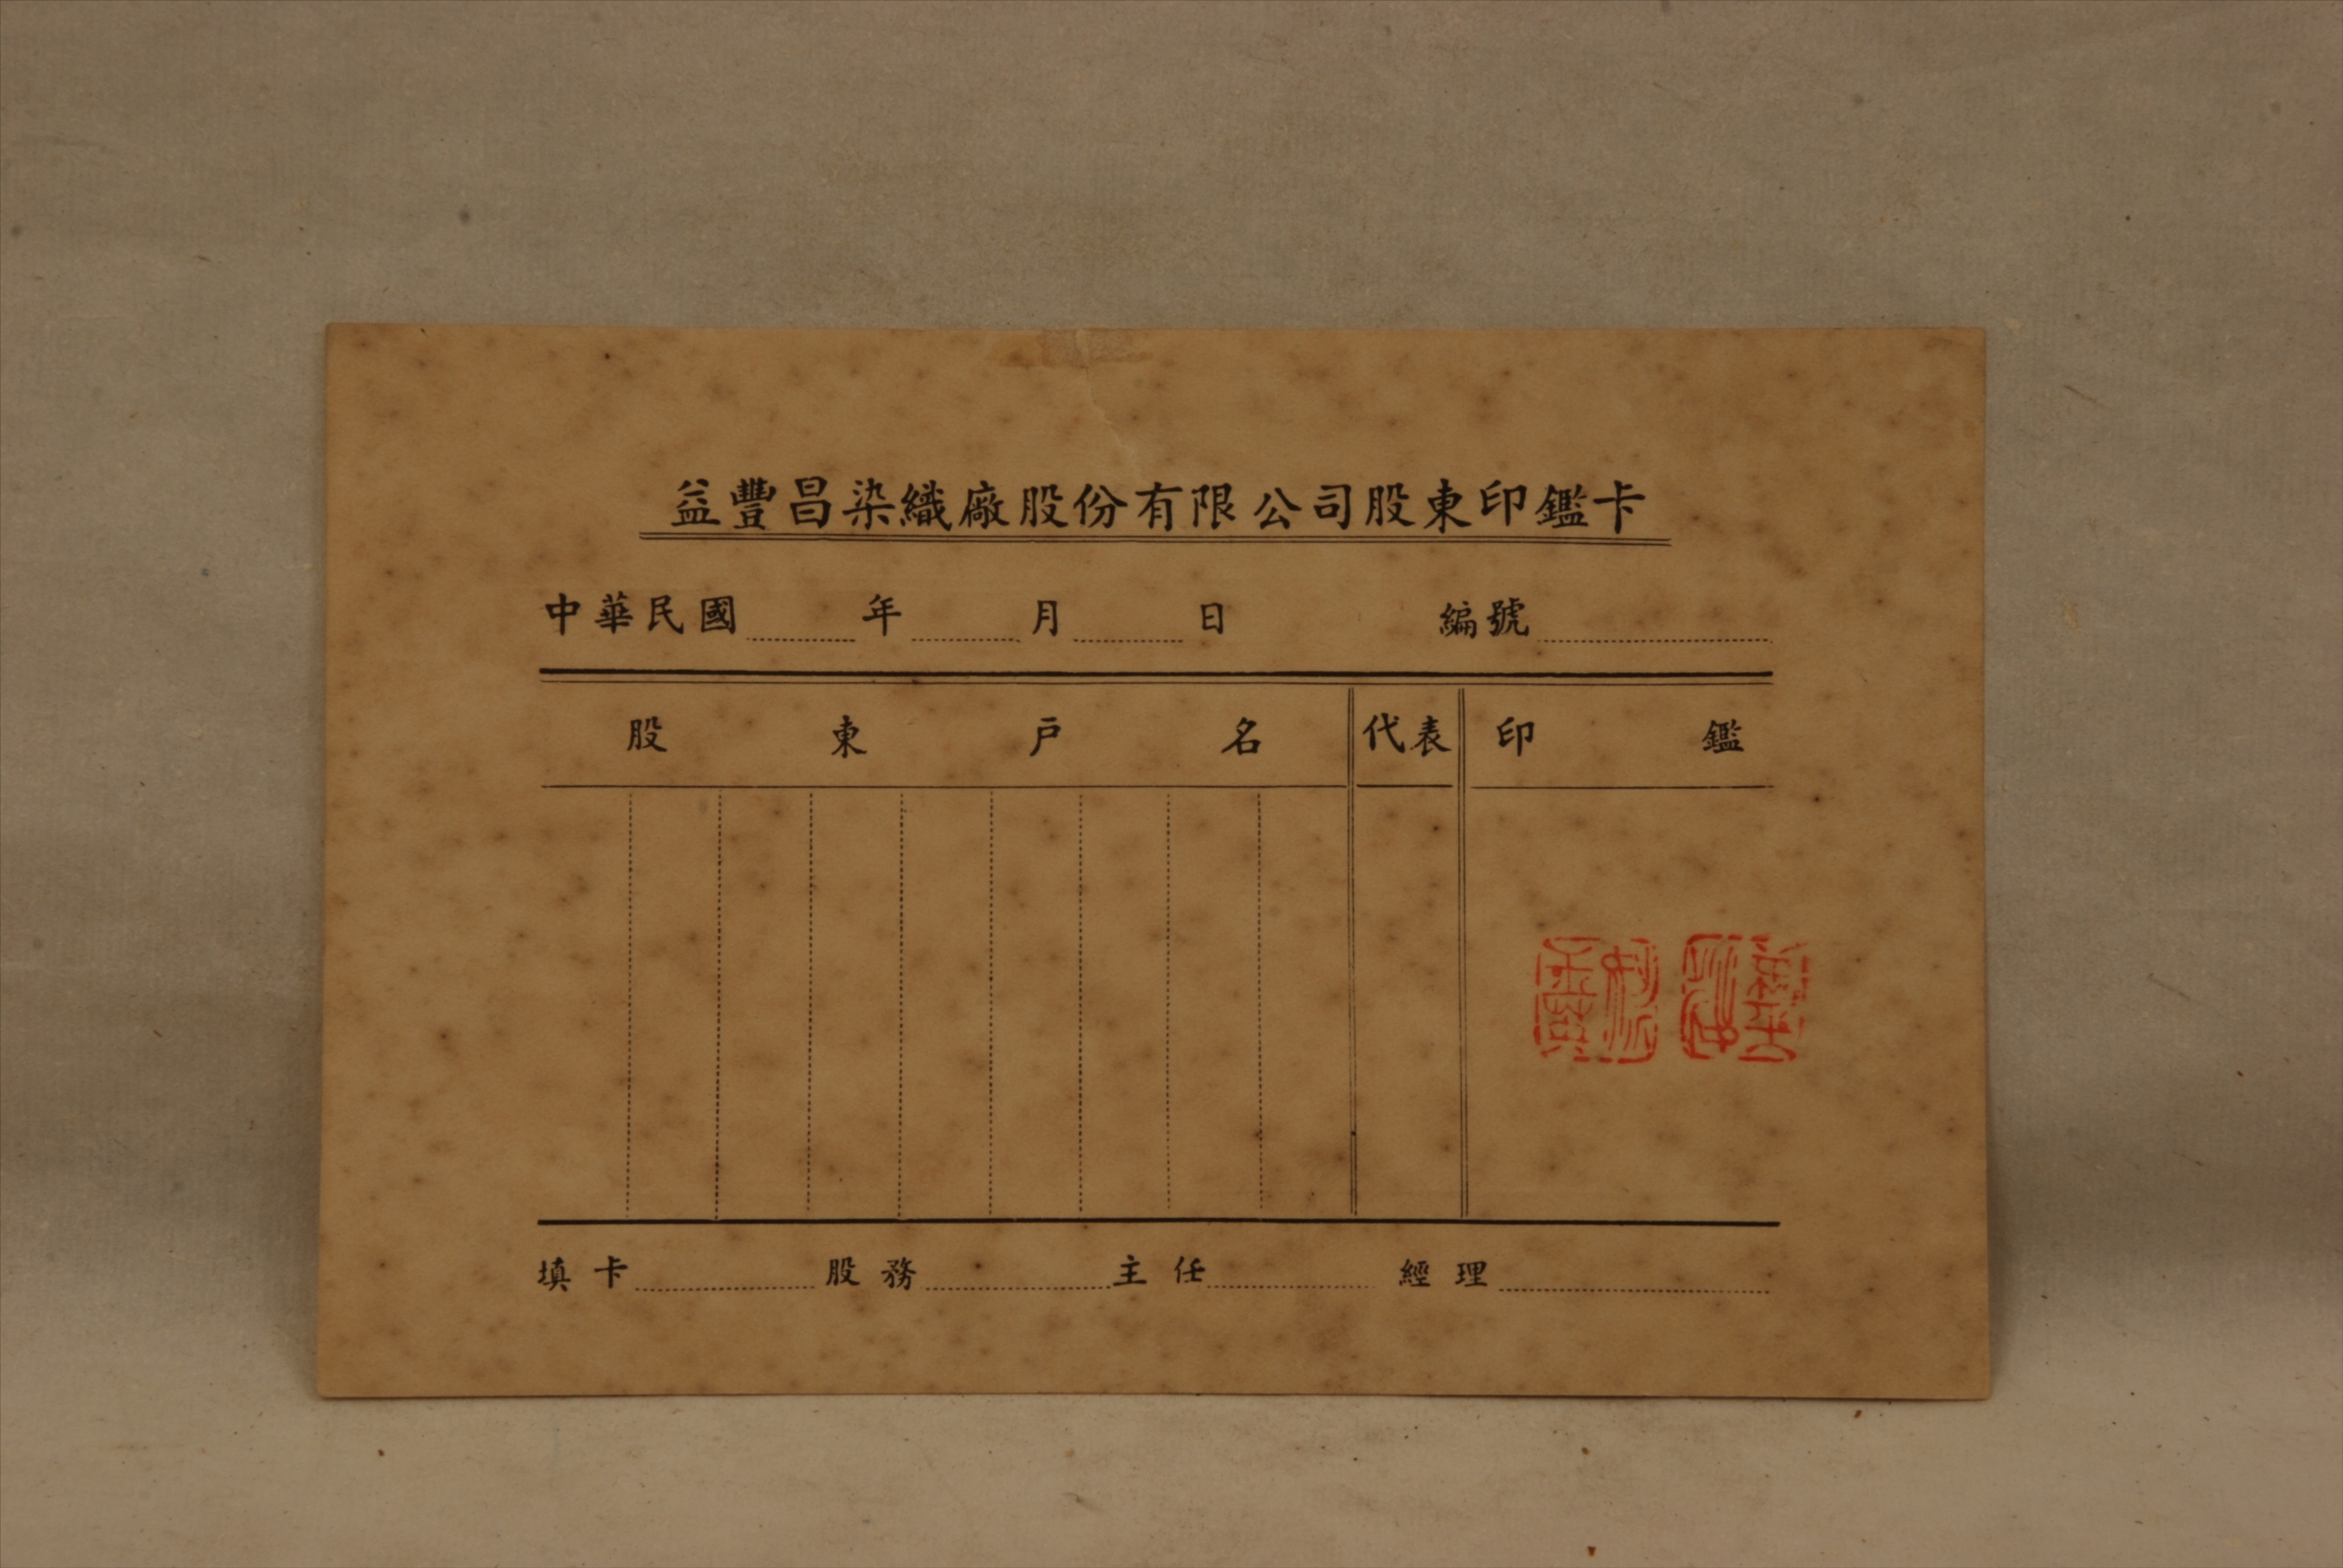 益豐昌染織廠股份有限公司股東印鑑卡
中華民國 年 月 日 編號
股東戶名 代表 印鑑
填卡 股務 主任 經理